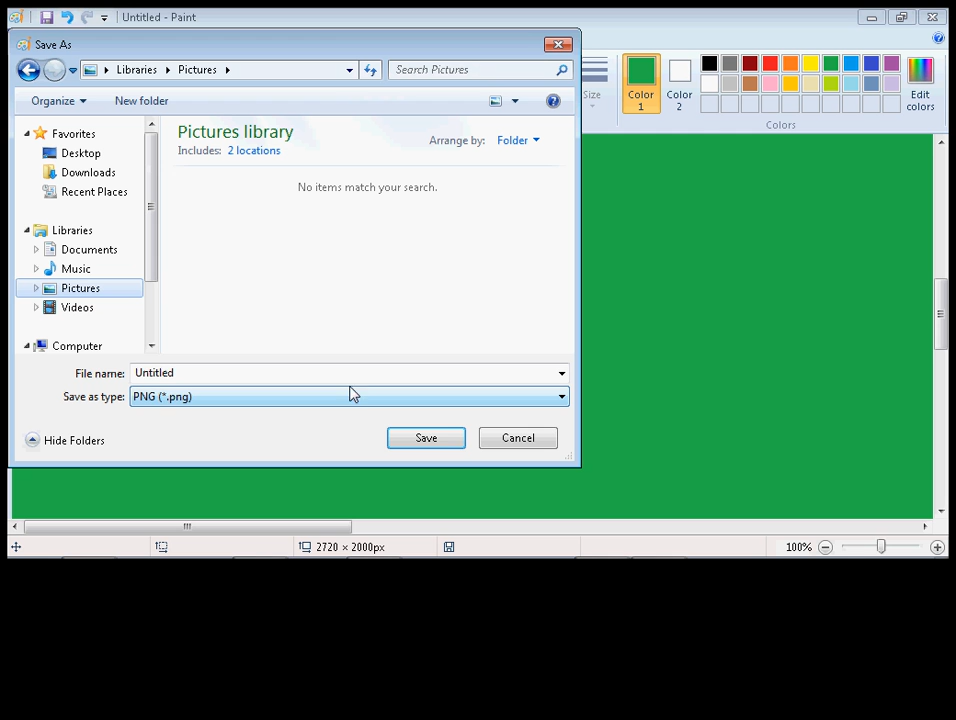 Untitled - Paint
Save As
Libraries Pictures
Search Pictures
Organize
New folder
Favorites
Desktop
Downloads
Recent Places
Libraries
Documents
Music
Pictures
Videos
Computer
Pictures library
Includes: 2 locations
Arrange by: Folder
No items match your search.
File name: Untitled
Save as type: PNG (*.png)
Hide Folders
Save
Cancel
Size
Color 1
Color 2
Edit colors
Colors
2720 × 2000px
100%